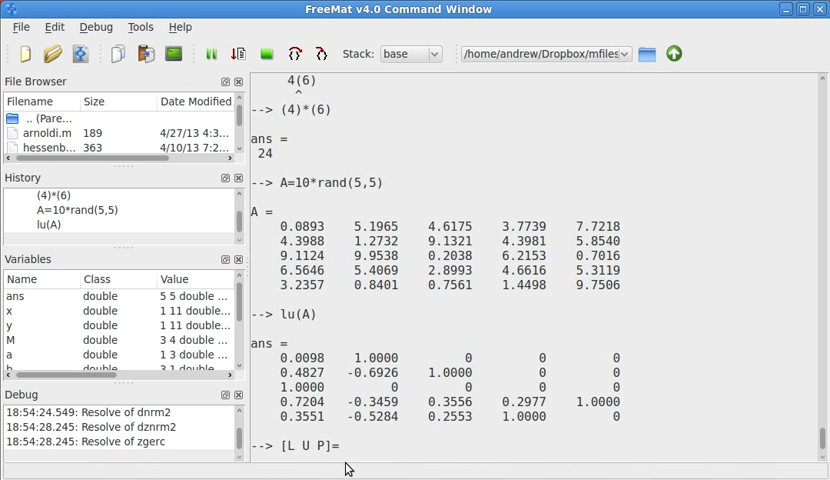 FreeMat v4.0 Command Window
File Edit Debug Tools Help
Stack: base /home/andrew/Dropbox/mfiles
File Browser
Filename Size Date Modified
.. (Pare...
arnoldi.m 189 4/27/13 4:3...
hessenb... 363 4/10/13 7:2...
History
(4)*(6)
A=10*rand(5,5)
lu(A)
Variables
Name Class Value
ans double 5 5 double ...
x double 1 11 double...
y double 1 11 double...
M double 3 4 double ...
a double 1 3 double ...
b double 3 1 double
Debug
18:54:24.549: Resolve of dnrm2
18:54:28.245: Resolve of dznrm2
18:54:28.245: Resolve of zgerc
4(6)
^
--> (4)*(6)
ans =
24
--> A=10*rand(5,5)
A =
0.0893 5.1965 4.6175 3.7739 7.7218
4.3988 1.2732 9.1321 4.3981 5.8540
9.1124 9.9538 0.2038 6.2153 0.7016
6.5646 5.4069 2.8993 4.6616 5.3119
3.2357 0.8401 0.7561 1.4498 9.7506
--> lu(A)
ans =
0.0098 1.0000 0 0 0
0.4827 -0.6926 1.0000 0 0
1.0000 0 0 0 0
0.7204 -0.3459 0.3556 0.2977 1.0000
0.3551 -0.5284 0.2553 1.0000 0
--> [L U P]=